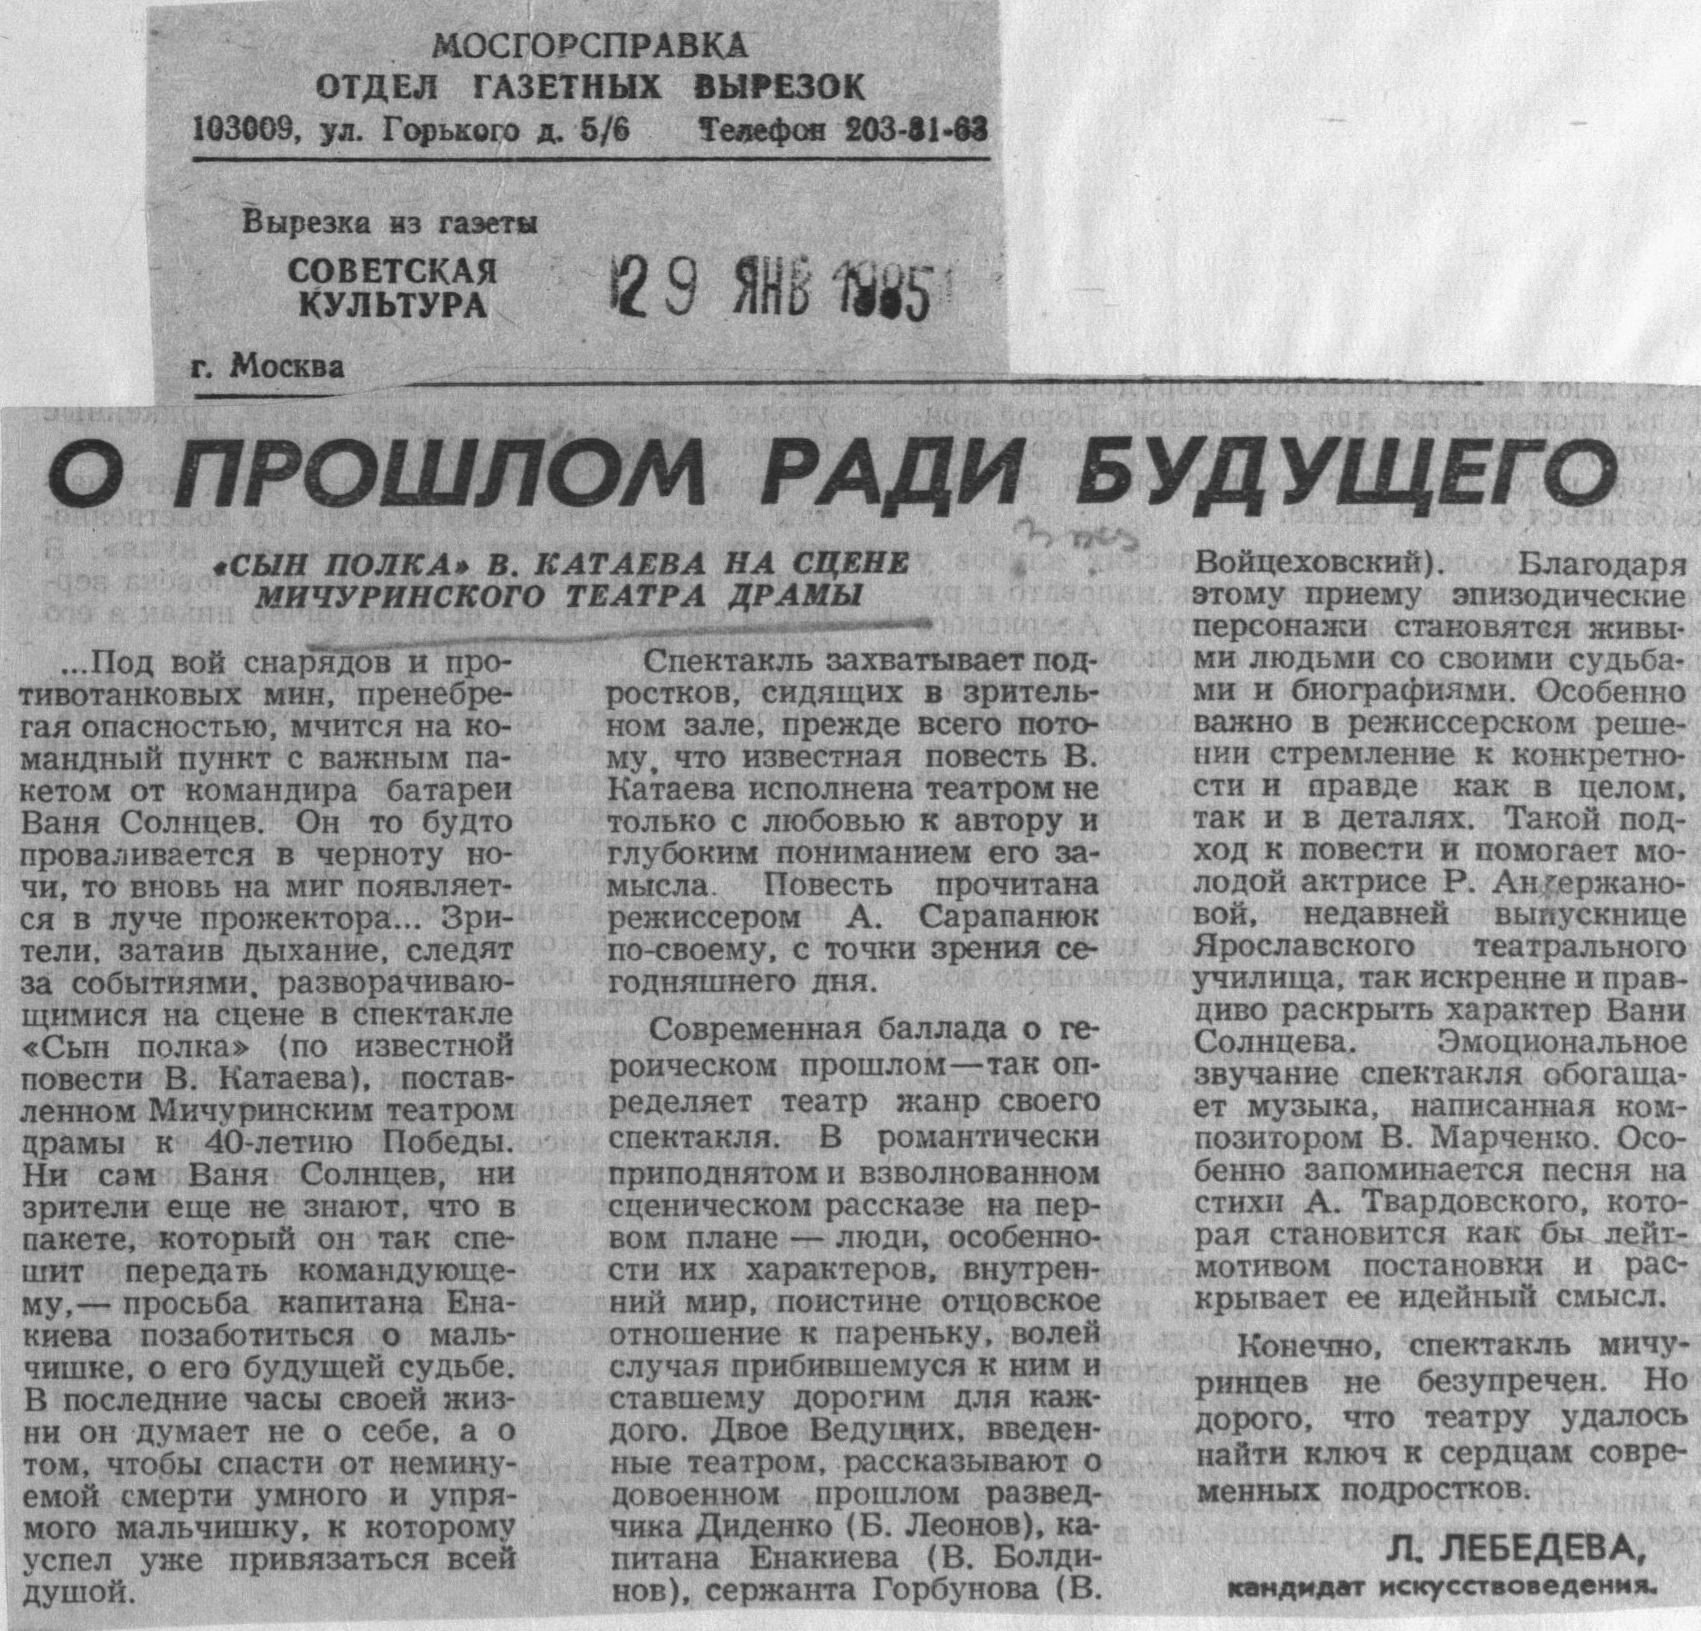 МОСГОРСПРАВКА
ОТДЕЛ ГАЗЕТНЫХ ВЫРЕЗОК
103009, ул. Горького д. 5/6 Телефон 203-81-63
Вырезка из газеты
СОВЕТСКАЯ
КУЛЬТУРА
29 ЯНВ 1985
г. Москва
О ПРОШЛОМ РАДИ БУДУЩЕГО
«СЫН ПОЛКА» В. КАТАЕВА НА СЦЕНЕ
МИЧУРИНСКОГО ТЕАТРА ДРАМЫ
...Под вой снарядов и про-
тивотанковых мин, пренебре-
гая опасностью, мчится на ко-
мандный пункт с важным па-
кетом от командира батареи
Ваня Солнцев. Он то будто
проваливается в черноту но-
чи, то вновь на миг появляет-
ся в луче прожектора... Зри-
тели, затаив дыхание, следят
за событиями, разворачиваю-
щимися на сцене в спектакле
«Сын полка» (по известной
повести В. Катаева), постав-
ленном Мичуринским театром
драмы к 40-летию Победы.
Ни сам Ваня Солнцев, ни
зрители еще не знают, что в
пакете, который он так спе-
шит передать командующе-
му,— просьба капитана Ена-
киева позаботиться о маль-
чишке, о его будущей судьбе.
В последние часы своей жиз-
ни он думает не о себе, а о
том, чтобы спасти от немину-
емой смерти умного и упря-
мого мальчишку, к которому
успел уже привязаться всей
душой.
Спектакль захватывает под-
ростков, сидящих в зритель-
ном зале, прежде всего пото-
му, что известная повесть В.
Катаева исполнена театром не
только с любовью к автору и
глубоким пониманием его за-
мысла. Повесть прочитана
режиссером А. Сарапанюк
по-своему, с точки зрения се-
годняшнего дня.
Современная баллада о ге-
роическом прошлом—так оп-
ределяет театр жанр своего
спектакля. В романтически
приподнятом и взволнованном
сценическом рассказе на пер-
вом плане — люди, особенно-
сти их характеров, внутрен-
ний мир, поистине отцовское
отношение к пареньку, волей
случая прибившемуся к ним и
ставшему дорогим для каж-
дого. Двое Ведущих, введен-
ные театром, рассказывают о
довоенном прошлом развед-
чика Диденко (Б. Леонов), ка-
питана Енакиева (В. Болди-
нов), сержанта Горбунова (В.
Войцеховский). Благодаря
этому приему эпизодические
персонажи становятся живы-
ми людьми со своими судьба-
ми и биографиями. Особенно
важно в режиссерском реше-
нии стремление к конкретно-
сти и правде как в целом,
так и в деталях. Такой под-
ход к повести и помогает мо-
лодой актрисе Р. Ангержано-
вой, недавней выпускнице
Ярославского театрального
училища, так искренне и прав-
диво раскрыть характер Вани
Солнцева. Эмоциональное
звучание спектакля обогаща-
ет музыка, написанная ком-
позитором В. Марченко. Осо-
бенно запоминается песня на
стихи А. Твардовского, кото-
рая становится как бы лейт-
мотивом постановки и рас-
крывает ее идейный смысл.
Конечно, спектакль мичу-
ринцев не безупречен. Но
дорого, что театру удалось
найти ключ к сердцам совре-
менных подростков.
Л. ЛЕБЕДЕВА,
кандидат искусствоведения.